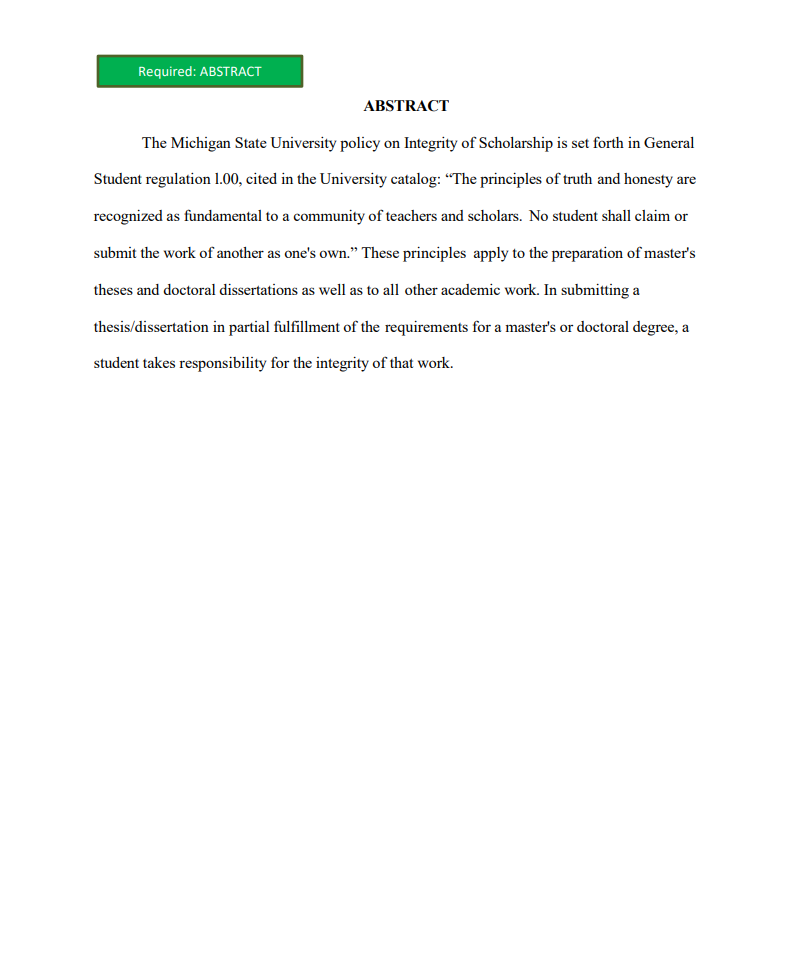 Required: ABSTRACT
ABSTRACT
The Michigan State University policy on Integrity of Scholarship is set forth in General
Student regulation l.00, cited in the University catalog: “The principles of truth and honesty are
recognized as fundamental to a community of teachers and scholars. No student shall claim or
submit the work of another as one's own.” These principles apply to the preparation of master's
theses and doctoral dissertations as well as to all other academic work. In submitting a
thesis/dissertation in partial fulfillment of the requirements for a master's or doctoral degree, a
student takes responsibility for the integrity of that work.